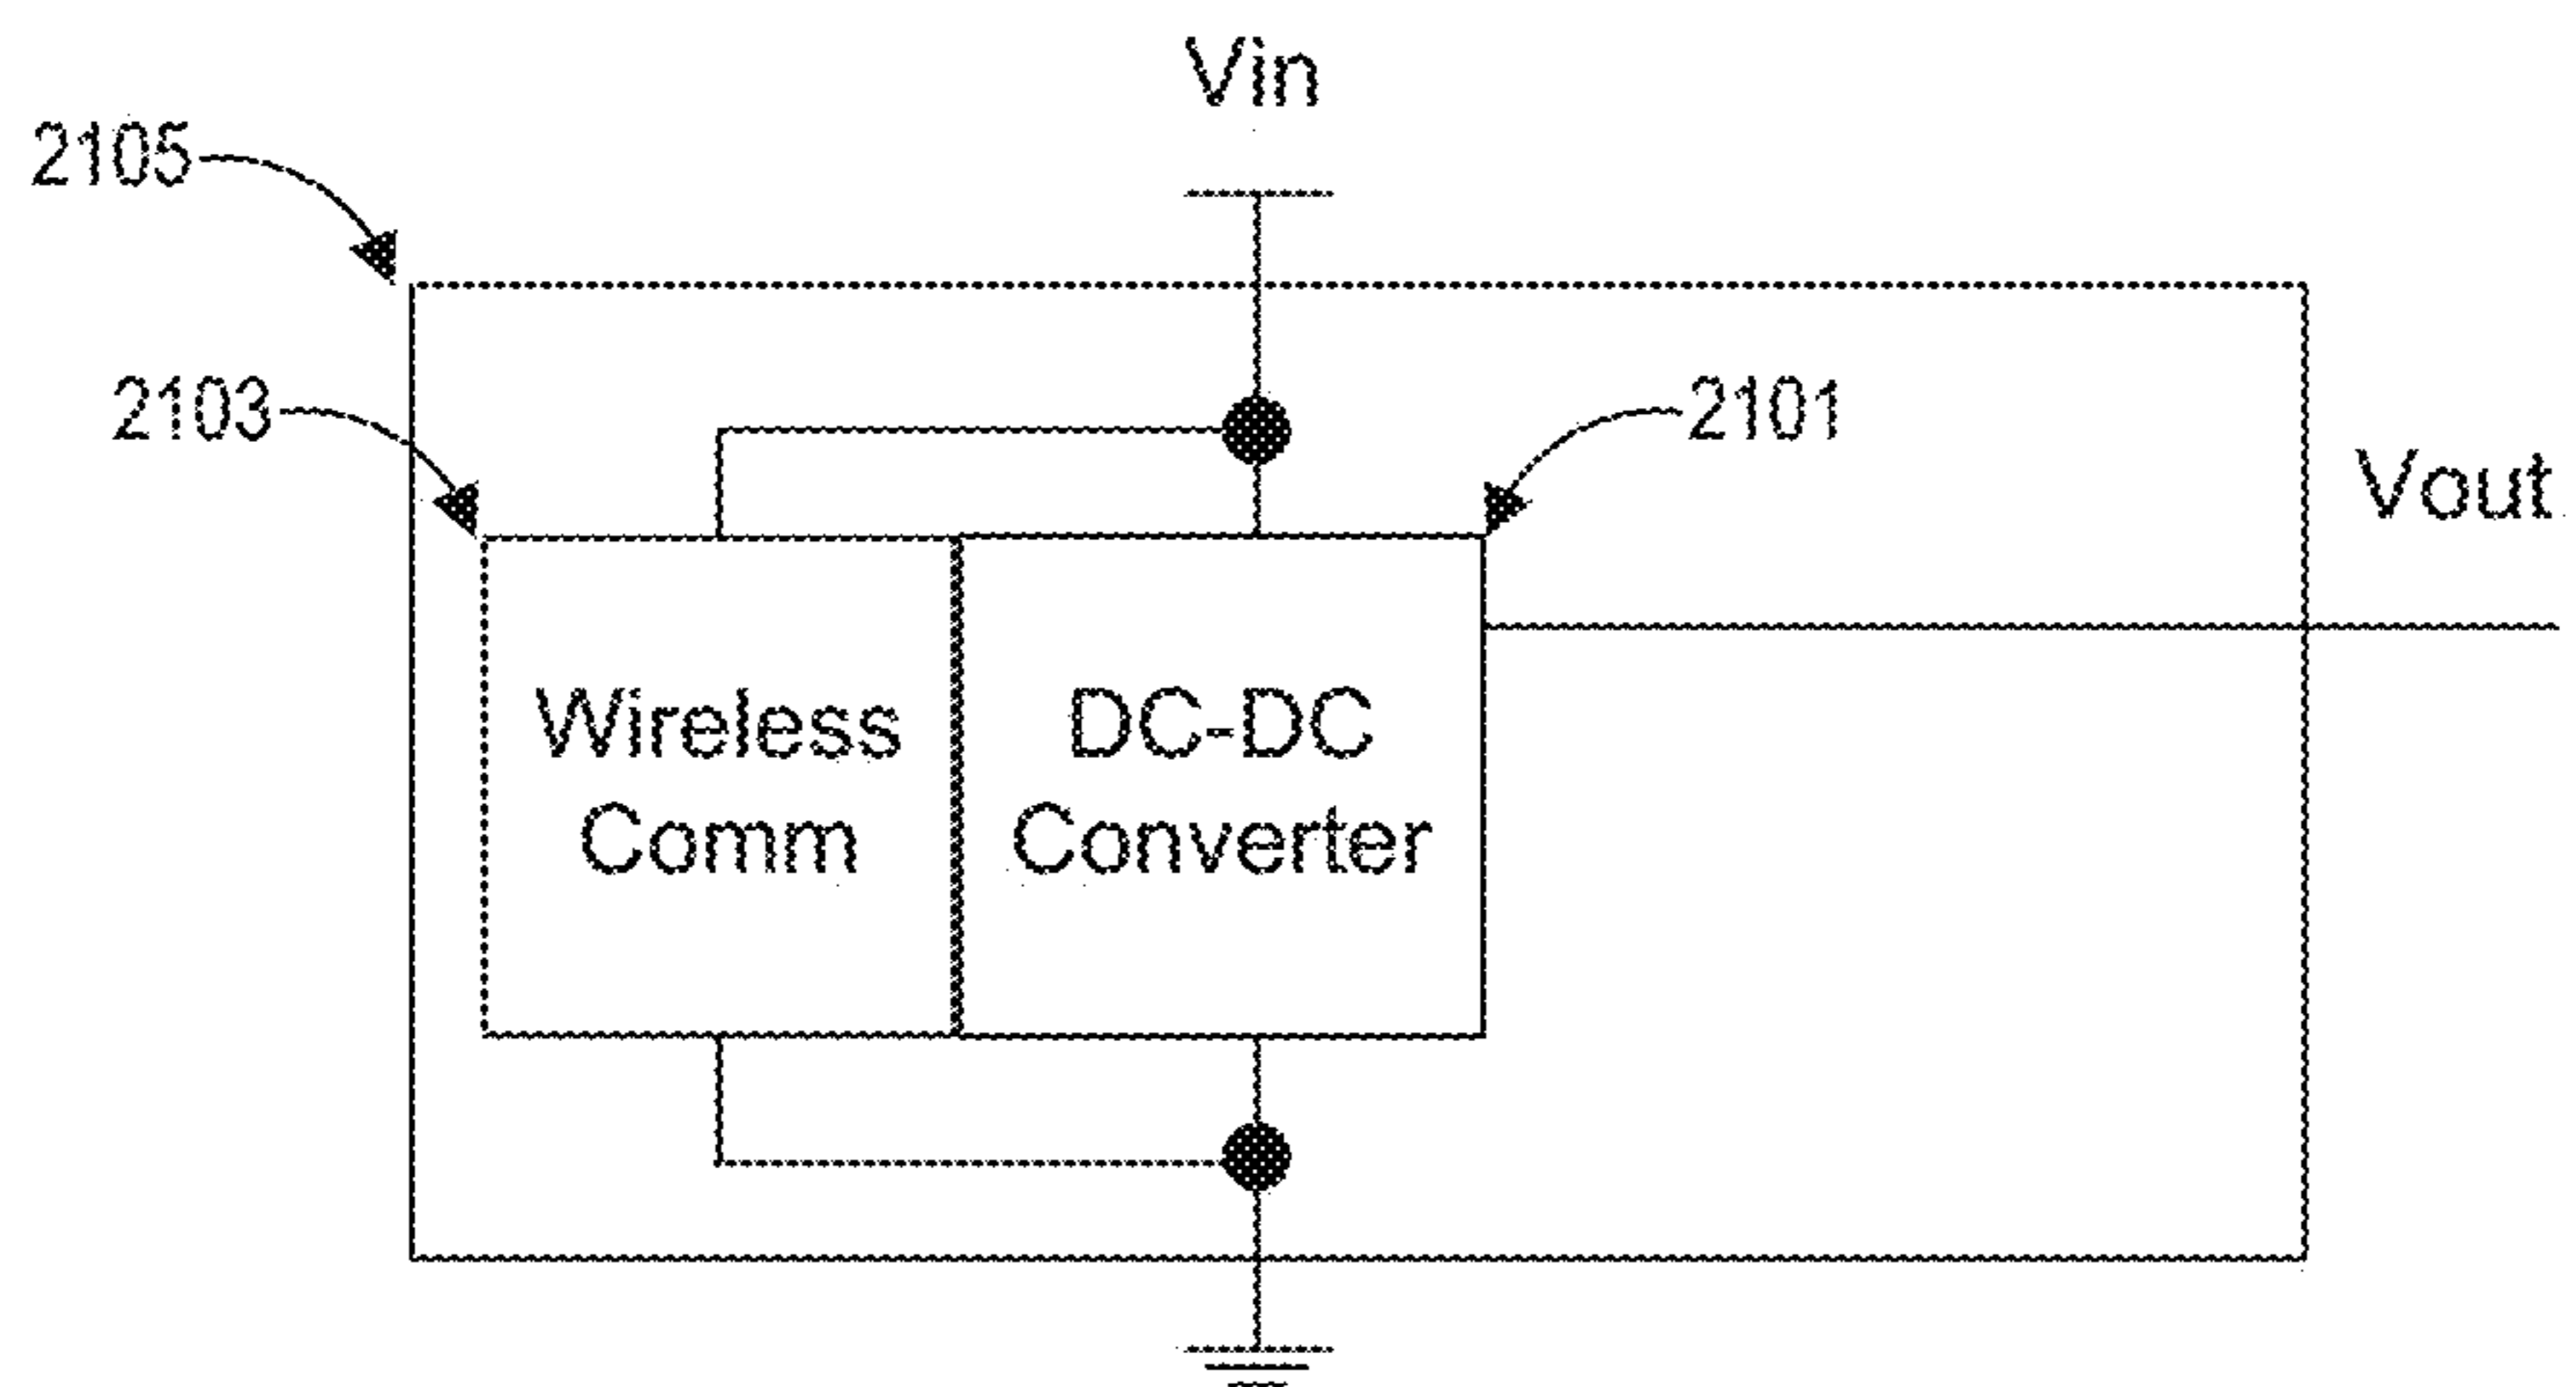 Vin
2105
2103
2101
Vout
Wireless
Comm
DC-DC
Converter